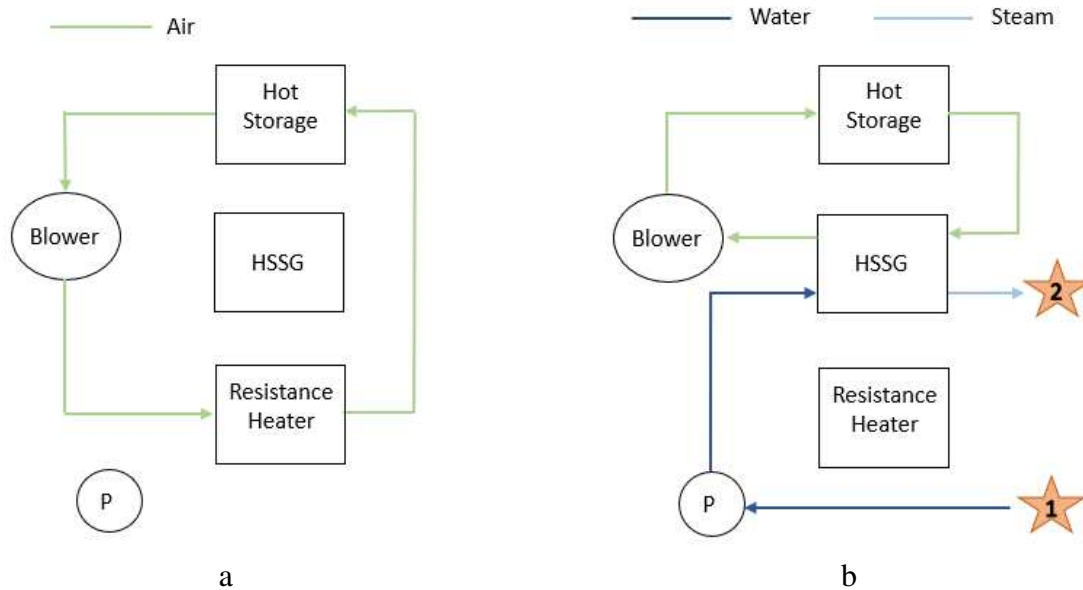 Air
Hot
Storage
Blower
HSSG
Resistance
Heater
P
a
Water
Steam
Hot
Storage
Blower
HSSG
2
Resistance
Heater
P
1
b